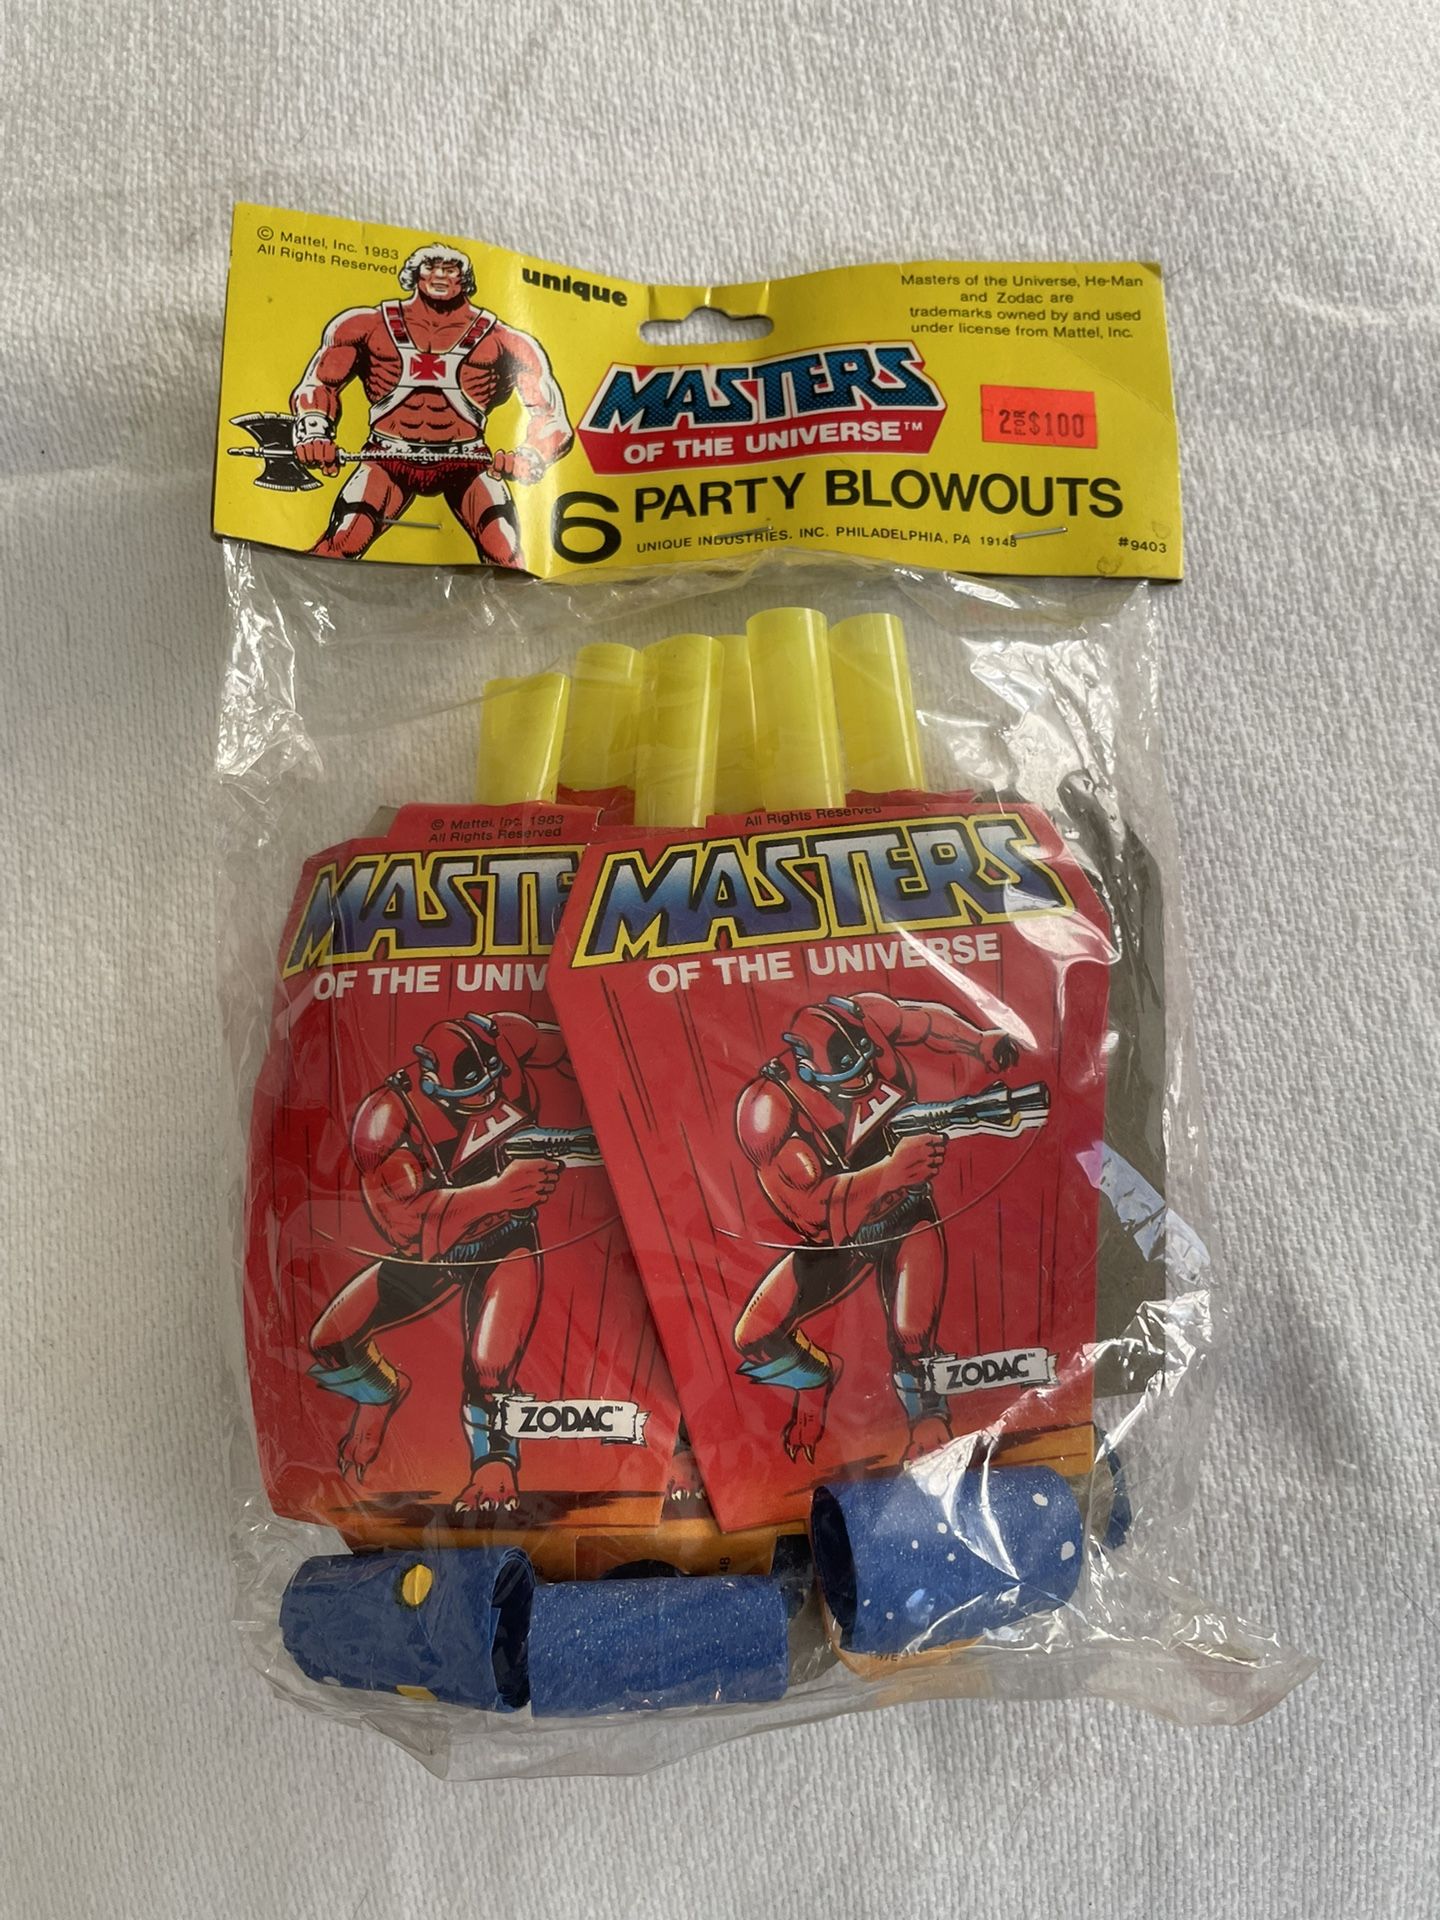 © Mattel, Inc. 1983
All Rights Reserved
unique
Masters of the Universe, He-Man
and Zodac are
trademarks owned by and used
under license from Mattel, Inc.
MASTERS
OF THE UNIVERSE™
2 FOR $100
6 PARTY BLOWOUTS
UNIQUE INDUSTRIES, INC. PHILADELPHIA, PA 19148
#9403
© Mattel, Inc. 1983
All Rights Reserved
MASTE
OF THE UNIV
ZODAC™
All Rights Reserved
MASTERS
OF THE UNIVERSE
ZODAC™